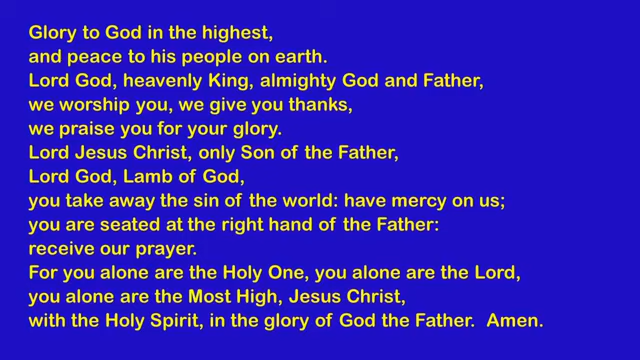 Glory to God in the highest,
and peace to his people on earth.
Lord God, heavenly King, almighty God and Father,
we worship you, we give you thanks,
we praise you for your glory.
Lord Jesus Christ, only Son of the Father,
Lord God, Lamb of God,
you take away the sin of the world: have mercy on us;
you are seated at the right hand of the Father:
receive our prayer.
For you alone are the Holy One, you alone are the Lord,
you alone are the Most High, Jesus Christ,
with the Holy Spirit, in the glory of God the Father.  Amen.